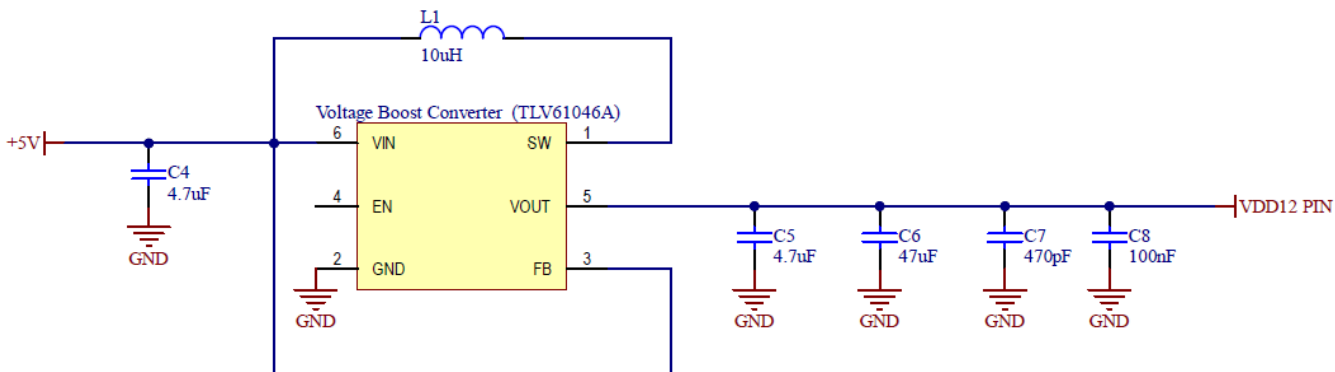 L1
10uH
Voltage Boost Converter (TLV61046A)
+5V
6 VIN SW 1
C4
4.7uF
4 EN VOUT 5
VDD12 PIN
C5
4.7uF
C6
47uF
C7
470pF
C8
100nF
GND
2 GND FB 3
GND
GND
GND
GND
GND